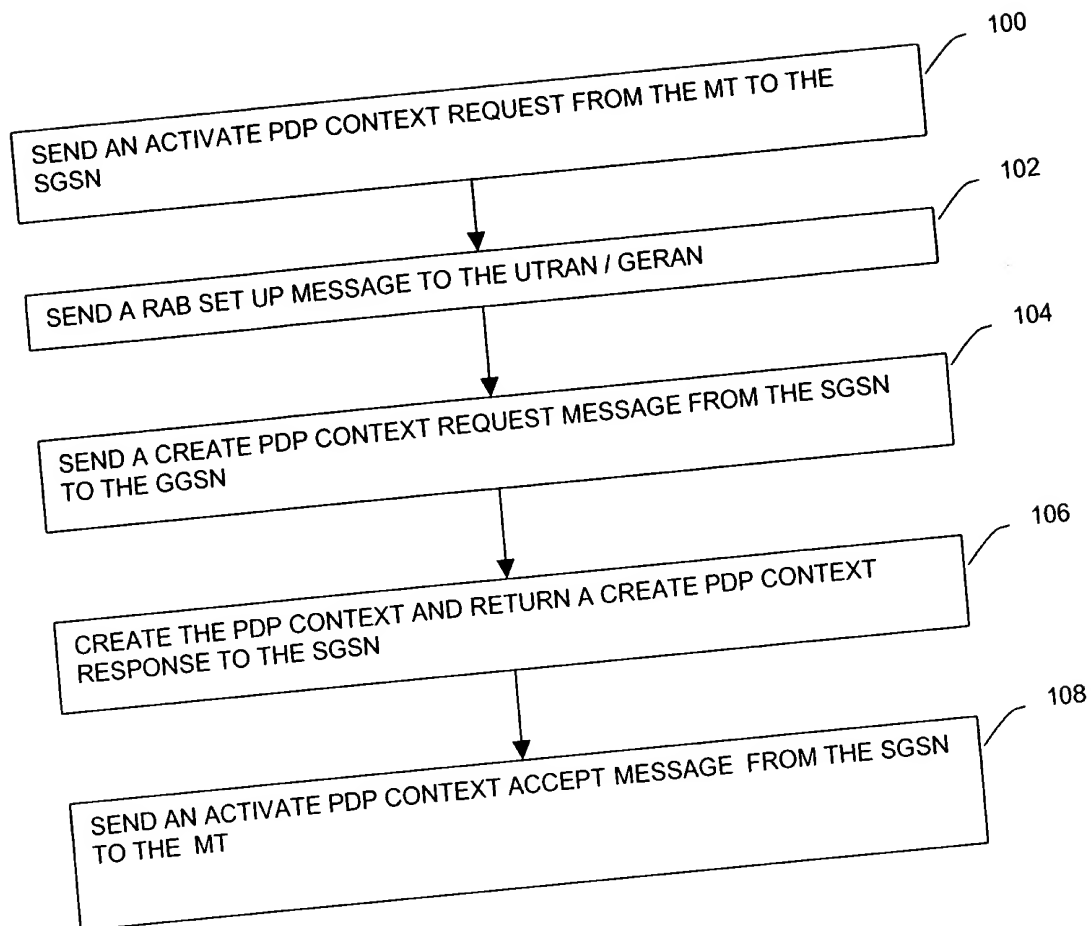 100
SEND AN ACTIVATE PDP CONTEXT REQUEST FROM THE MT TO THE
SGSN
102
SEND A RAB SET UP MESSAGE TO THE UTRAN / GERAN
104
SEND A CREATE PDP CONTEXT REQUEST MESSAGE FROM THE SGSN
TO THE GGSN
106
CREATE THE PDP CONTEXT AND RETURN A CREATE PDP CONTEXT
RESPONSE TO THE SGSN
108
SEND AN ACTIVATE PDP CONTEXT ACCEPT MESSAGE FROM THE SGSN
TO THE MT